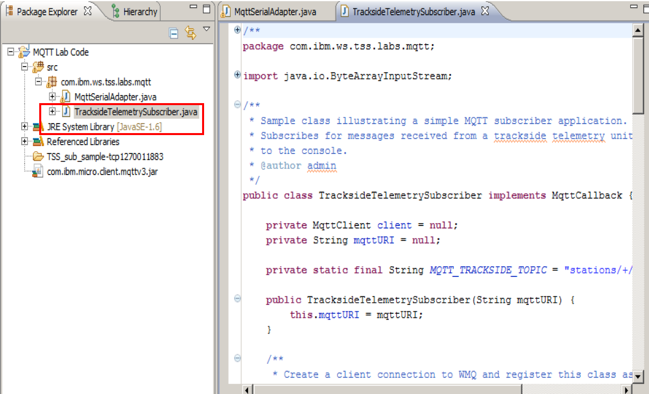 Package Explorer
Hierarchy
MQTT Lab Code
src
com.ibm.ws.tss.labs.mqtt
MqttSerialAdapter.java
TracksideTelemetrySubscriber.java
JRE System Library [JavaSE-1.6]
Referenced Libraries
TSS_sub_sample-tcp1270011883
com.ibm.micro.client.mqttv3.jar
MqttSerialAdapter.java
TracksideTelemetrySubscriber.java
/**
package com.ibm.ws.tss.labs.mqtt;
import java.io.ByteArrayInputStream;
/**
* Sample class illustrating a simple MQTT subscriber application.
* Subscribes for messages received from a trackside telemetry unit
* to the console.
* @author admin
*/
public class TracksideTelemetrySubscriber implements MqttCallback {
private MqttClient client = null;
private String mqttURI = null;
private static final String MQTT_TRACKSIDE_TOPIC = "stations/+/
public TracksideTelemetrySubscriber(String mqttURI) {
this.mqttURI = mqttURI;
}
/**
* Create a client connection to WMQ and register this class as